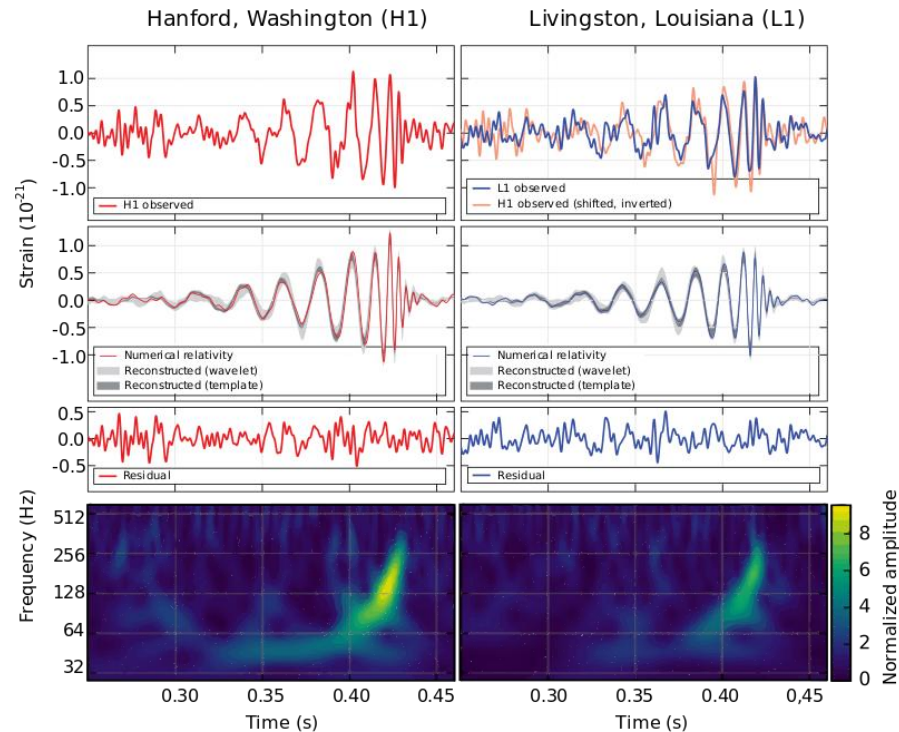 Hanford, Washington (H1)
Livingston, Louisiana (L1)
Strain (10⁻²¹)
1.0
0.5
0.0
-0.5
-1.0
H1 observed
L1 observed
H1 observed (shifted, inverted)
1.0
0.5
0.0
-0.5
-1.0
Numerical relativity
Reconstructed (wavelet)
Reconstructed (template)
Numerical relativity
Reconstructed (wavelet)
Reconstructed (template)
0.5
0.0
-0.5
Residual
Residual
Frequency (Hz)
512
256
128
64
32
Normalized amplitude
8
6
4
2
0
0.30
0.35
0.40
0.45
0.30
0.35
0.40
0,45
Time (s)
Time (s)